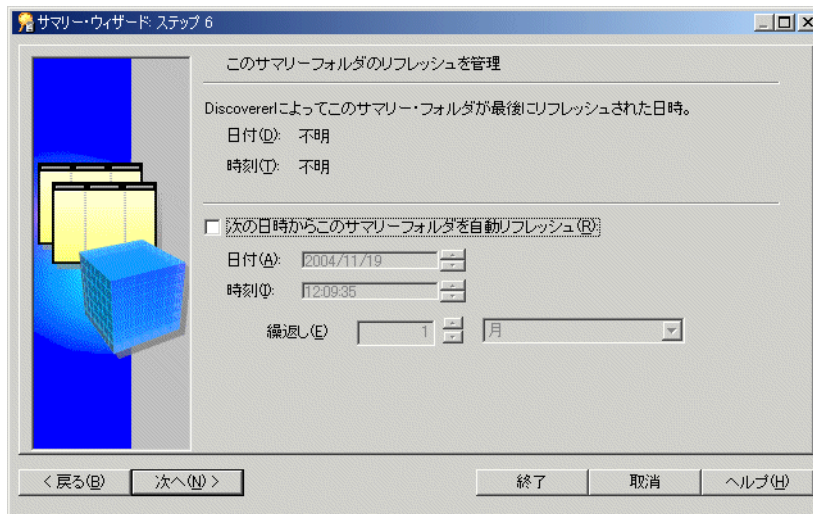 サマリー・ウィザード: ステップ 6
このサマリーフォルダのリフレッシュを管理
Discovererによってこのサマリー・フォルダが最後にリフレッシュされた日時。
日付(D): 不明
時刻(T): 不明
次の日時からこのサマリーフォルダを自動リフレッシュ(R):
日付(A): 2004/11/19
時刻(I): 12:09:35
繰返し(E) 1 月
< 戻る(B) 次へ(N) > 終了 取消 ヘルプ(H)